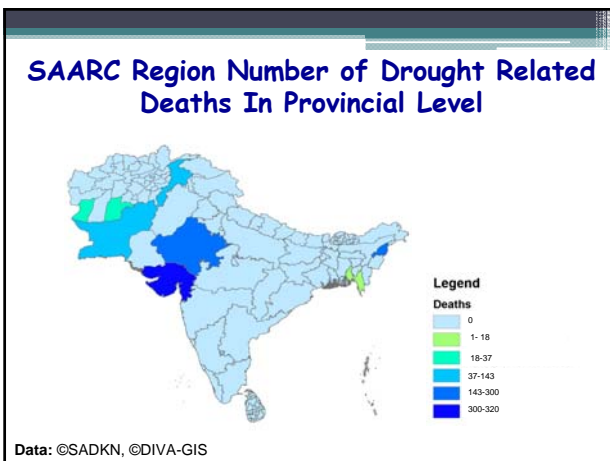 SAARC Region Number of Drought Related
Deaths In Provincial Level
Legend
Deaths
0
1- 18
18-37
37-143
143-300
300-320
Data: ©SADKN, ©DIVA-GIS